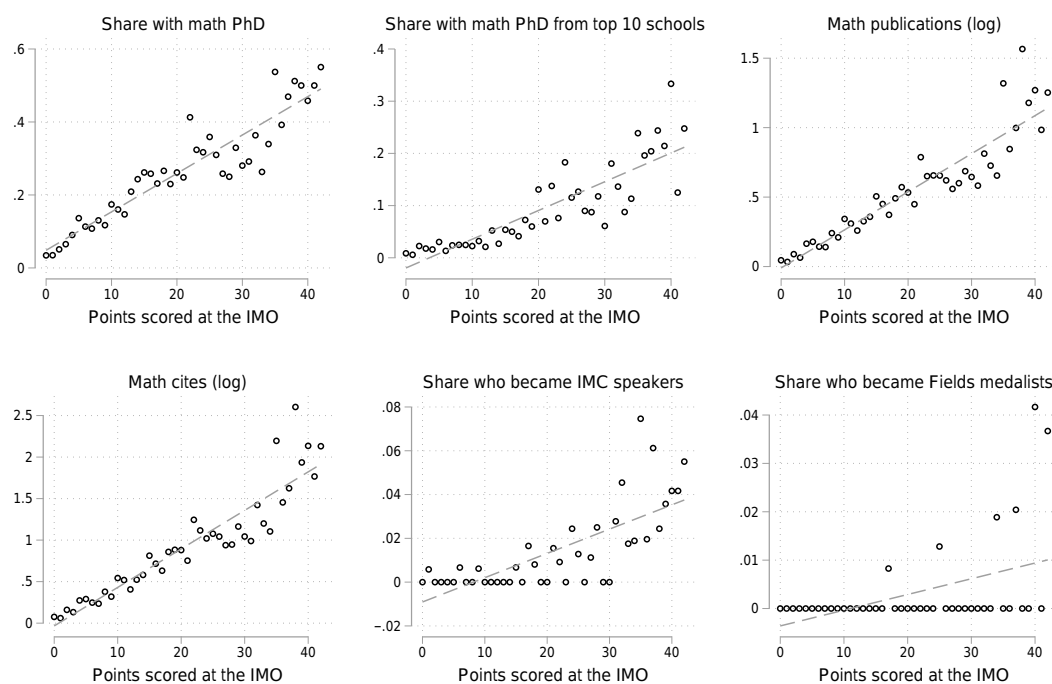 Share with math PhD
.6
.4
.2
0
0 10 20 30 40
Points scored at the IMO
Share with math PhD from top 10 schools
.4
.3
.2
.1
0
0 10 20 30 40
Points scored at the IMO
Math publications (log)
1.5
1
.5
0
0 10 20 30 40
Points scored at the IMO
Math cites (log)
2.5
2
1.5
1
.5
0
0 10 20 30 40
Points scored at the IMO
Share who became IMC speakers
.08
.06
.04
.02
0
-.02
0 10 20 30 40
Points scored at the IMO
Share who became Fields medalists
.04
.03
.02
.01
0
0 10 20 30 40
Points scored at the IMO